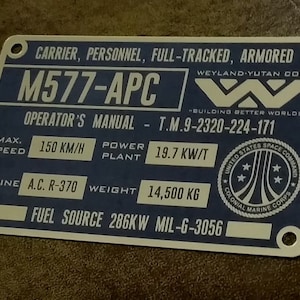 CARRIER, PERSONNEL, FULL-TRACKED, ARMORED
M577-APC
WEYLAND-YUTANI CO
-BUILDING BETTER WORLD
OPERATOR'S MANUAL - T.M.9-2320-224-171
MAX. SPEED 150 KM/H POWER PLANT 19.7 KW/T
INE A.C. R-370 WEIGHT 14,500 KG
UNITED STATES SPACE COMMAND
COLONIAL MARINE CORPS
FUEL SOURCE 286KW MIL-G-3056